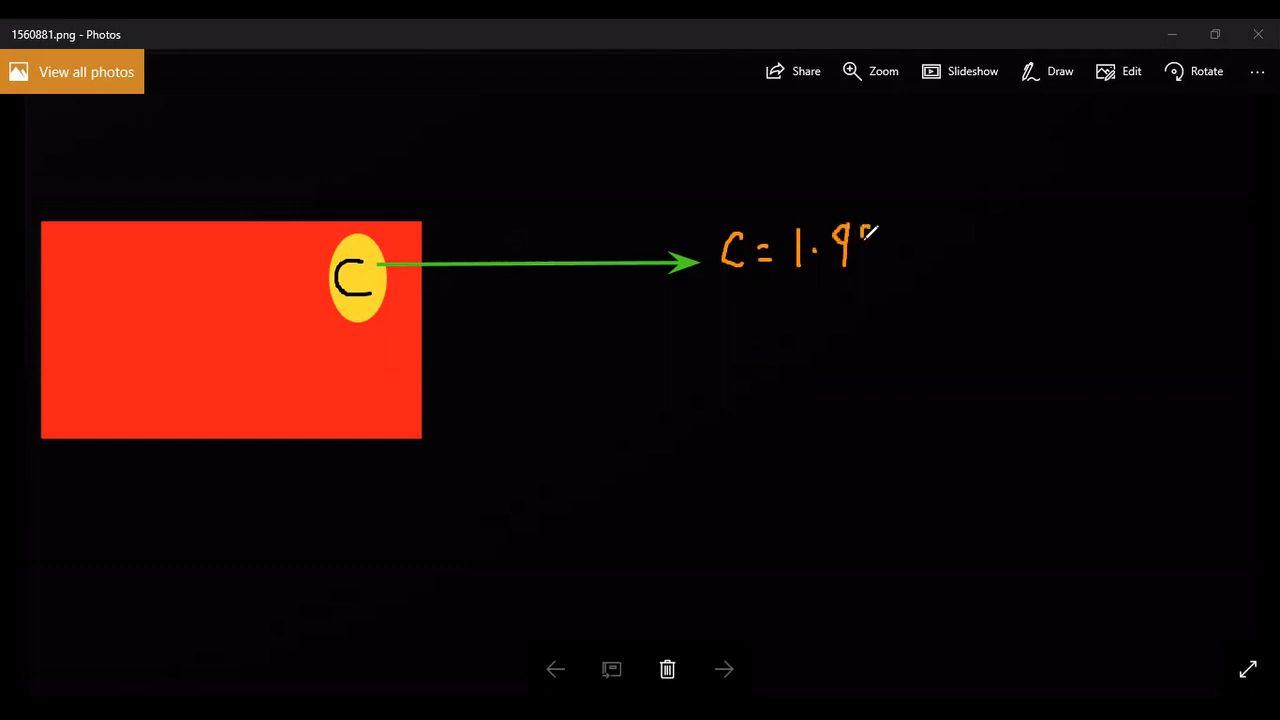 1560881.png - Photos
View all photos
Share
Zoom
Slideshow
Draw
Edit
Rotate
C
C = 1.9